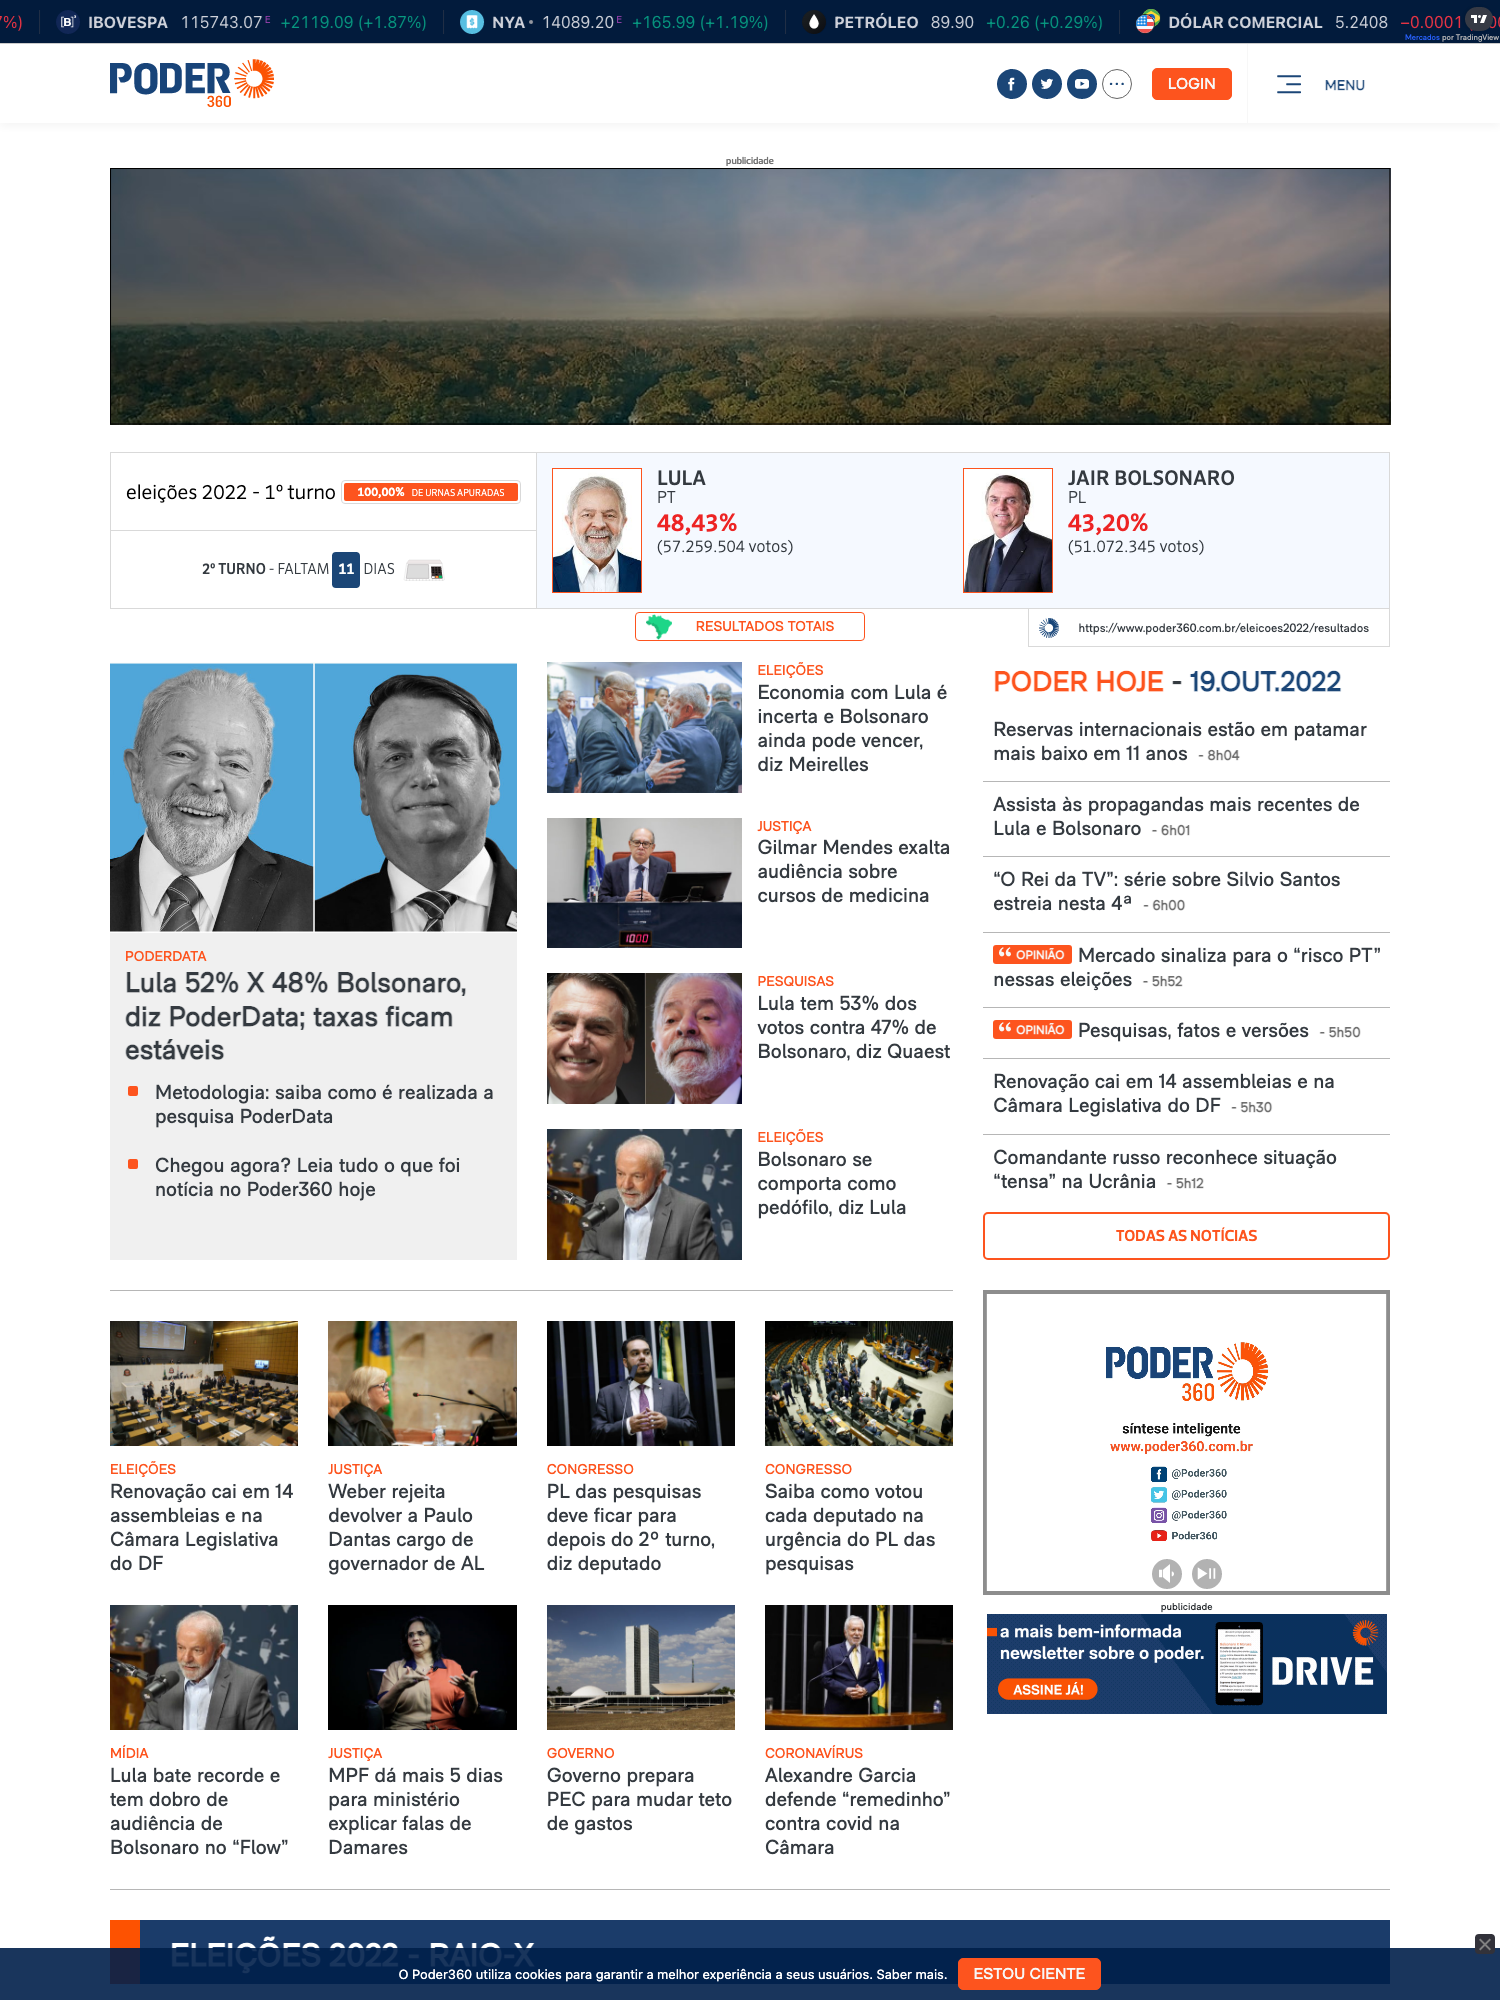 7%)
IBOVESPA 115743.07 E +2119.09 (+1.87%)
NYA 14089.20 E +165.99 (+1.19%)
PETRÓLEO 89.90 +0.26 (+0.29%)
DÓLAR COMERCIAL 5.2408 −0.0001
Mercados por TradingView
PODER
360
LOGIN
MENU
publicidade
eleições 2022 - 1º turno
100,00% DE URNAS APURADAS
2º TURNO - FALTAM 11 DIAS
LULA
PT
48,43%
(57.259.504 votos)
JAIR BOLSONARO
PL
43,20%
(51.072.345 votos)
RESULTADOS TOTAIS
https://www.poder360.com.br/eleicoes2022/resultados
PODERDATA
Lula 52% X 48% Bolsonaro,
diz PoderData; taxas ficam
estáveis
Metodologia: saiba como é realizada a
pesquisa PoderData
Chegou agora? Leia tudo o que foi
notícia no Poder360 hoje
ELEIÇÕES
Economia com Lula é
incerta e Bolsonaro
ainda pode vencer,
diz Meirelles
1000
JUSTIÇA
Gilmar Mendes exalta
audiência sobre
cursos de medicina
PESQUISAS
Lula tem 53% dos
votos contra 47% de
Bolsonaro, diz Quaest
ELEIÇÕES
Bolsonaro se
comporta como
pedófilo, diz Lula
PODER HOJE - 19.OUT.2022
Reservas internacionais estão em patamar
mais baixo em 11 anos - 8h04
Assista às propagandas mais recentes de
Lula e Bolsonaro - 6h01
“O Rei da TV”: série sobre Silvio Santos
estreia nesta 4ª - 6h00
“ OPINIÃO Mercado sinaliza para o “risco PT”
nessas eleições - 5h52
“ OPINIÃO Pesquisas, fatos e versões - 5h50
Renovação cai em 14 assembleias e na
Câmara Legislativa do DF - 5h30
Comandante russo reconhece situação
“tensa” na Ucrânia - 5h12
TODAS AS NOTÍCIAS
ELEIÇÕES
Renovação cai em 14
assembleias e na
Câmara Legislativa
do DF
JUSTIÇA
Weber rejeita
devolver a Paulo
Dantas cargo de
governador de AL
CONGRESSO
PL das pesquisas
deve ficar para
depois do 2º turno,
diz deputado
CONGRESSO
Saiba como votou
cada deputado na
urgência do PL das
pesquisas
PODER
360
síntese inteligente
www.poder360.com.br
@Poder360
@Poder360
@Poder360
Poder360
publicidade
a mais bem-informada
newsletter sobre o poder.
ASSINE JÁ!
DRIVE
MÍDIA
Lula bate recorde e
tem dobro de
audiência de
Bolsonaro no “Flow”
JUSTIÇA
MPF dá mais 5 dias
para ministério
explicar falas de
Damares
GOVERNO
Governo prepara
PEC para mudar teto
de gastos
CORONAVÍRUS
Alexandre Garcia
defende “remedinho”
contra covid na
Câmara
ELEIÇÕES 2022 - RAIO-X
O Poder360 utiliza cookies para garantir a melhor experiência a seus usuários. Saber mais.
ESTOU CIENTE